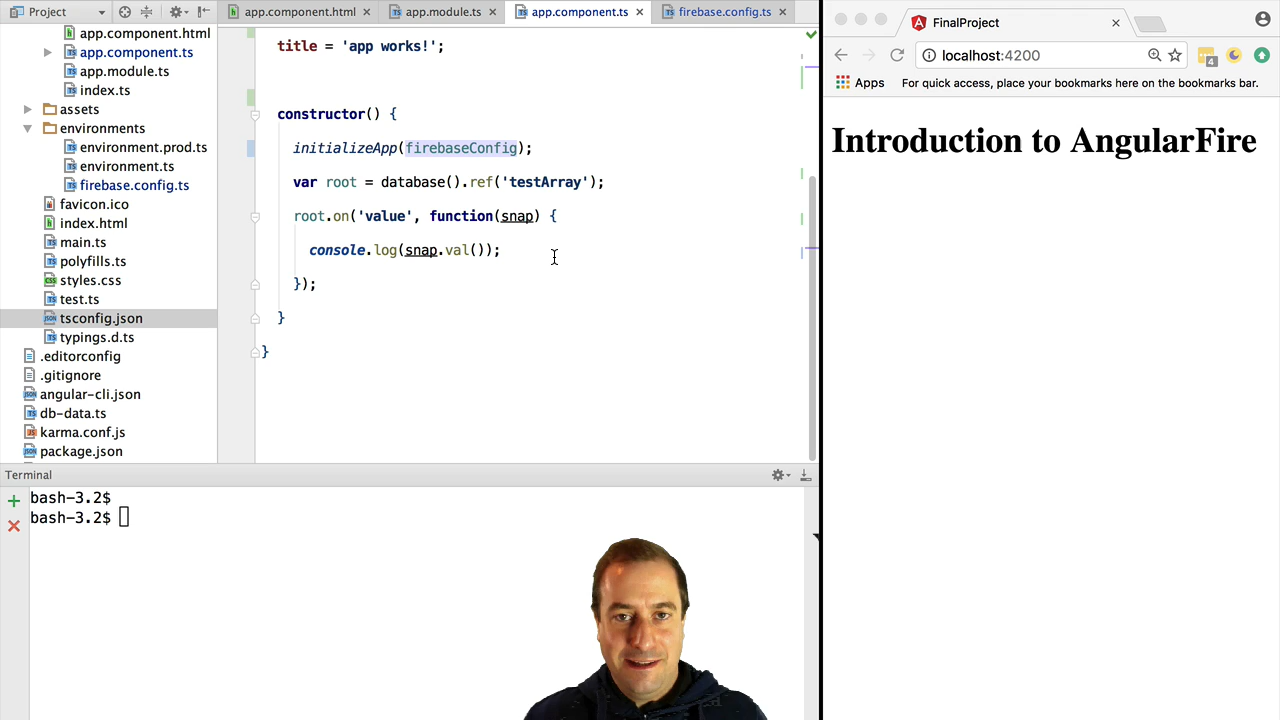 Project
app.component.html
app.component.ts
app.module.ts
index.ts
assets
environments
environment.prod.ts
environment.ts
firebase.config.ts
favicon.ico
index.html
main.ts
polyfills.ts
styles.css
test.ts
tsconfig.json
typings.d.ts
.editorconfig
.gitignore
angular-cli.json
db-data.ts
karma.conf.js
package.json
app.component.html app.module.ts app.component.ts firebase.config.ts
title = 'app works!';
constructor() {
initializeApp(firebaseConfig);
var root = database().ref('testArray');
root.on('value', function(snap) {
console.log(snap.val());
});
}
}
Terminal
bash-3.2$
bash-3.2$
FinalProject
localhost:4200
4
Apps For quick access, place your bookmarks here on the bookmarks bar.
Introduction to AngularFire